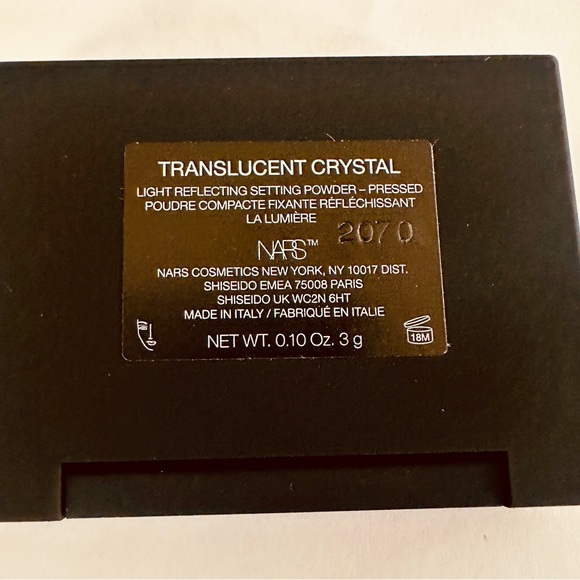 TRANSLUCENT CRYSTAL
LIGHT REFLECTING SETTING POWDER – PRESSED
POUDRE COMPACTE FIXANTE RÉFLÉCHISSANT
LA LUMIÈRE
NARS™ 2070
NARS COSMETICS NEW YORK, NY 10017 DIST.
SHISEIDO EMEA 75008 PARIS
SHISEIDO UK WC2N 6HT
MADE IN ITALY / FABRIQUÉ EN ITALIE
NET WT. 0.10 Oz. 3 g
18M